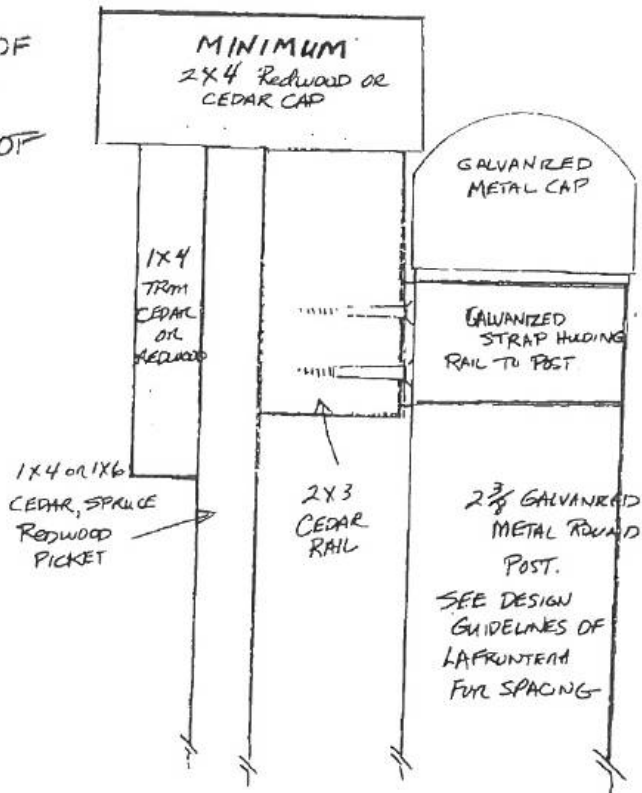 OF
OT
MINIMUM
2X4 Redwood or
CEDAR CAP
GALVANIZED
METAL CAP
1X4
TRIM
CEDAR
OR
REDWOOD
GALVANIZED
STRAP HOLDING
RAIL TO POST
1X4 or 1X6
CEDAR, SPRUCE
REDWOOD
PICKET
2X3
CEDAR
RAIL
2 3/8 GALVANIZED
METAL ROUND
POST.
SEE DESIGN
GUIDELINES OF
LAFRONTERA
FOR SPACING